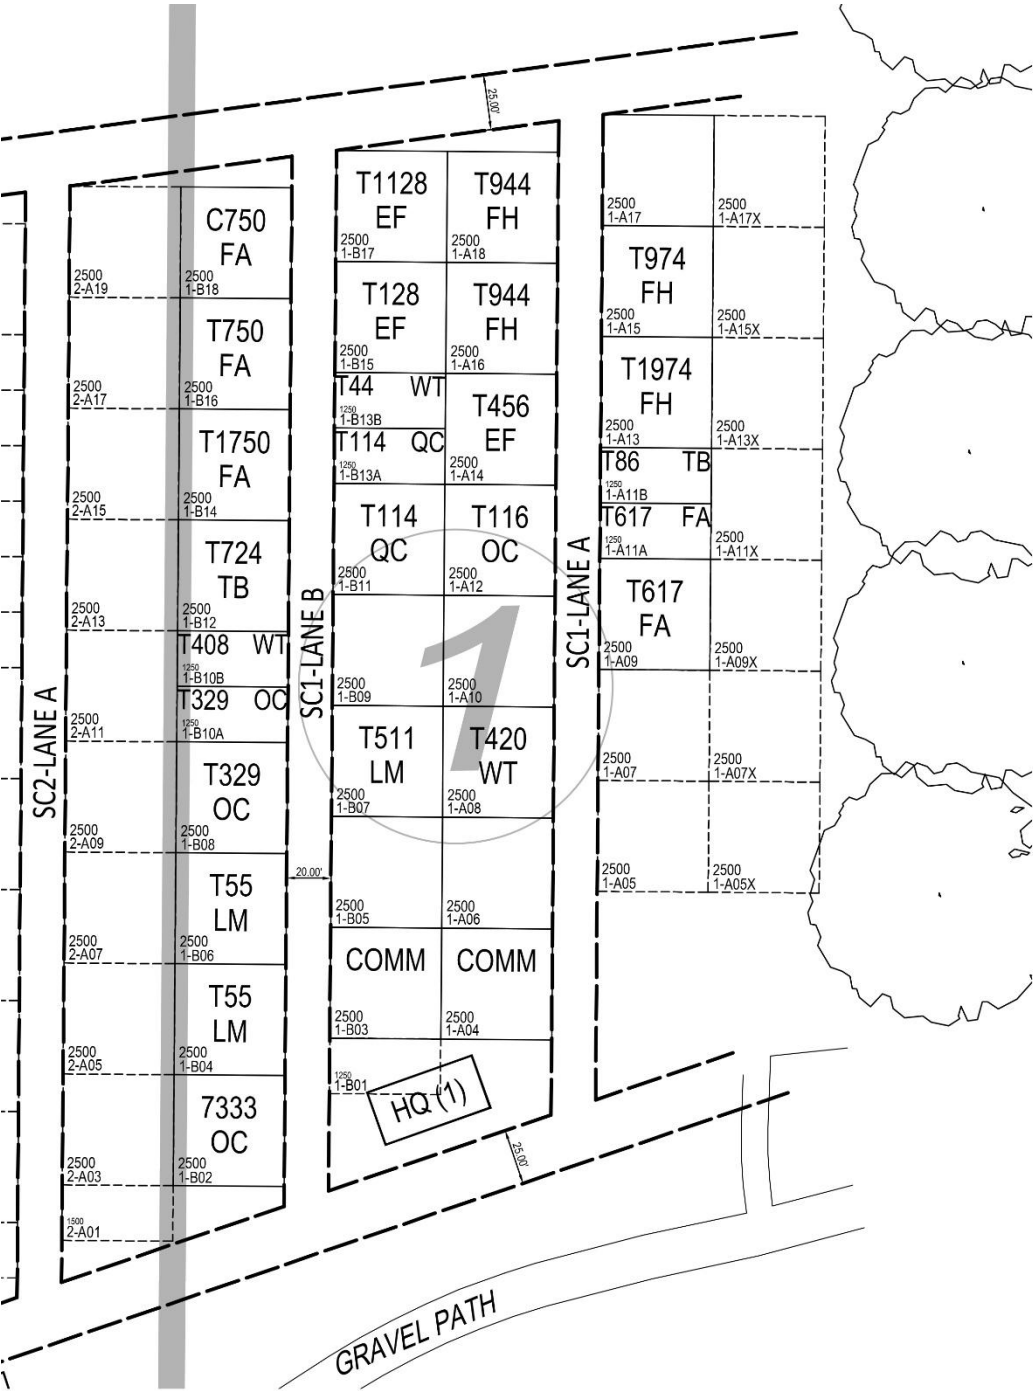 25.00'
C750
FA
2500
2-A19
2500
1-B18
T750
FA
2500
2-A17
2500
1-B16
T1750
FA
2500
2-A15
2500
1-B14
T724
TB
2500
2-A13
2500
1-B12
T408 WT
1250
1-B10B
T329 OC
2500
2-A11
1250
1-B10A
T329
OC
2500
2-A09
2500
1-B08
T55
LM
2500
2-A07
2500
1-B06
T55
LM
2500
2-A05
2500
1-B04
7333
OC
2500
2-A03
2500
1-B02
1500
2-A01
SC2-LANE A
SC1-LANE B
20.00'
T1128
EF
2500
1-B17
T944
FH
2500
1-A18
T128
EF
2500
1-B15
T944
FH
2500
1-A16
T44 WT
1250
1-B13B
T114 QC
1250
1-B13A
T456
EF
2500
1-A14
T114
QC
2500
1-B11
T116
OC
2500
1-A12
2500
1-B09
2500
1-A10
1
T511
LM
2500
1-B07
T420
WT
2500
1-A08
2500
1-B05
2500
1-A06
COMM
2500
1-B03
COMM
2500
1-A04
1250
1-B01
HQ (1)
25.00'
SC1-LANE A
2500
1-A17
2500
1-A17X
T974
FH
2500
1-A15
2500
1-A15X
T1974
FH
2500
1-A13
2500
1-A13X
T86 TB
1250
1-A11B
T617 FA
1250
1-A11A
2500
1-A11X
T617
FA
2500
1-A09
2500
1-A09X
2500
1-A07
2500
1-A07X
2500
1-A05
2500
1-A05X
GRAVEL PATH